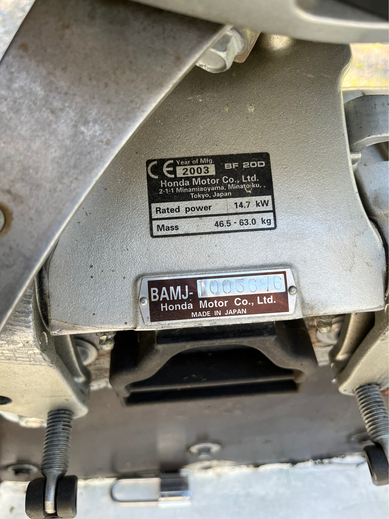 CE Year of Mfg. 2003 BF 20D
Honda Motor Co., Ltd.
2-1-1 Minamiaoyama, Minato-ku,
Tokyo, Japan
Rated power 14.7 kW
Mass 46.5 - 63.0 kg
BAMJ-
Honda Motor Co., Ltd.
MADE IN JAPAN